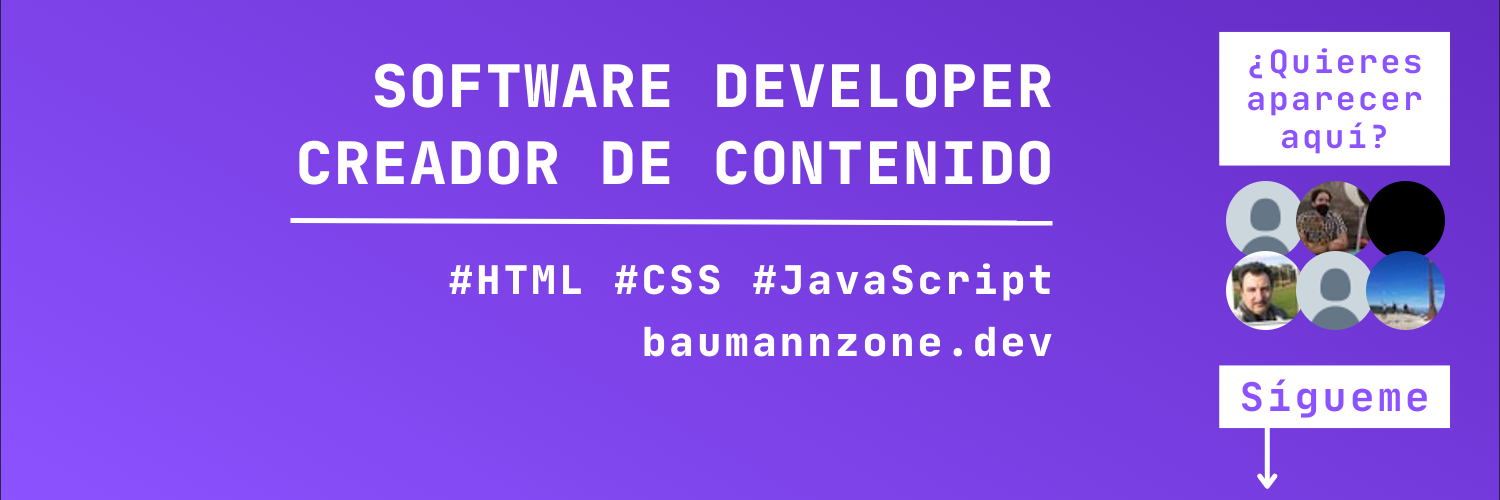 SOFTWARE DEVELOPER
CREADOR DE CONTENIDO
#HTML #CSS #JavaScript
baumannzone.dev
¿Quieres
aparecer
aquí?
Sígueme